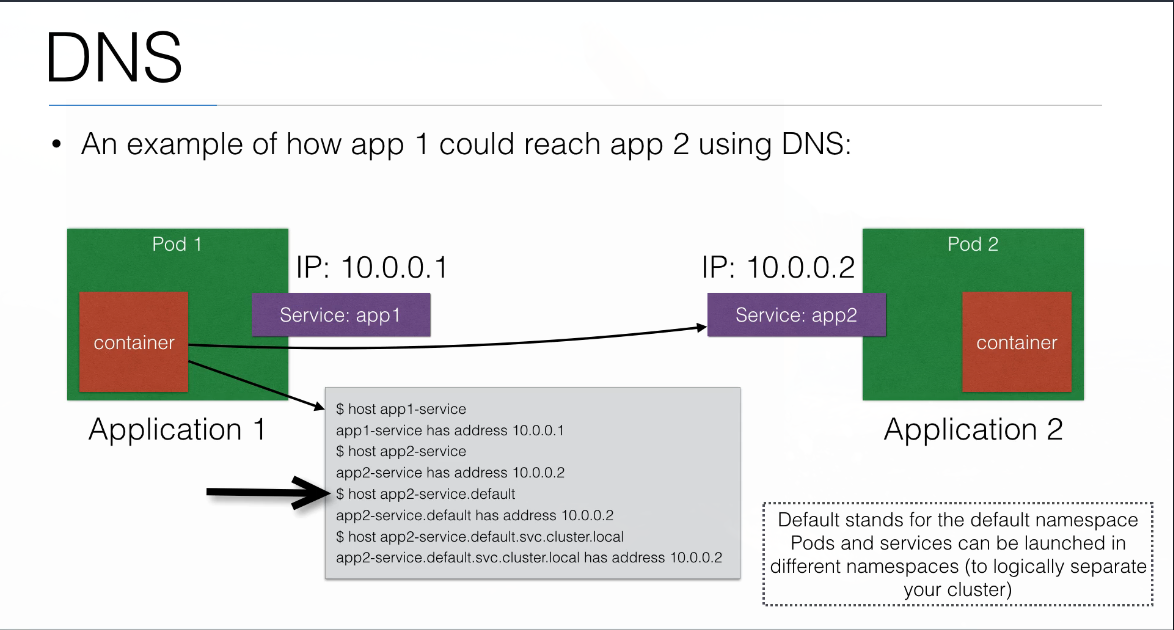 DNS
• An example of how app 1 could reach app 2 using DNS:
Pod 1
IP: 10.0.0.1
Service: app1
container
Application 1
IP: 10.0.0.2
Pod 2
Service: app2
container
Application 2
$ host app1-service
app1-service has address 10.0.0.1
$ host app2-service
app2-service has address 10.0.0.2
$ host app2-service.default
app2-service.default has address 10.0.0.2
$ host app2-service.default.svc.cluster.local
app2-service.default.svc.cluster.local has address 10.0.0.2
Default stands for the default namespace
Pods and services can be launched in
different namespaces (to logically separate
your cluster)